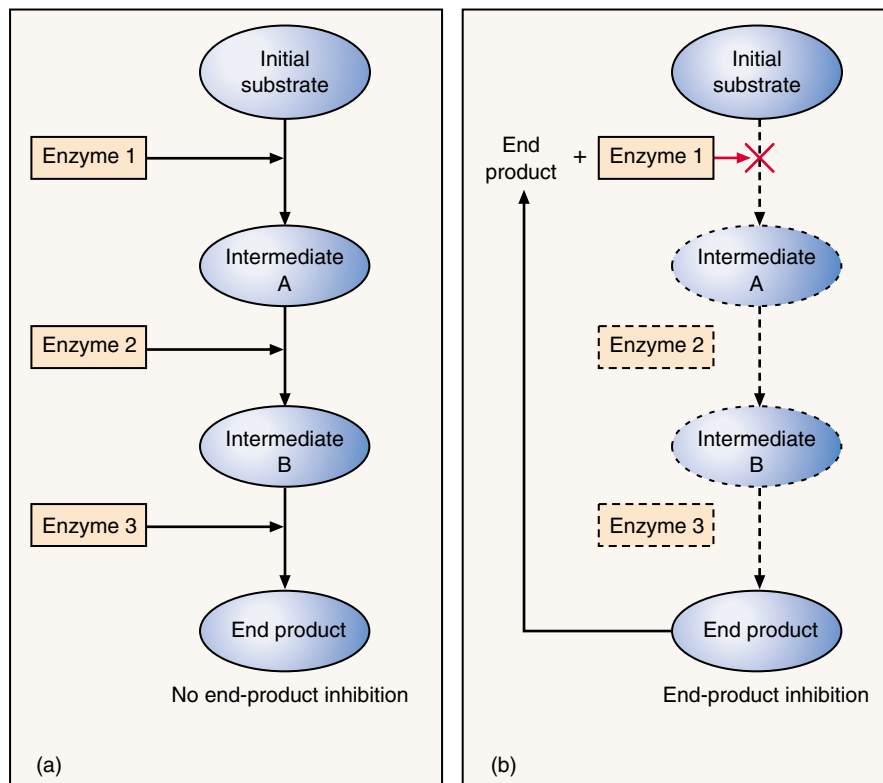 Initial
substrate
Enzyme 1
Intermediate
A
Enzyme 2
Intermediate
B
Enzyme 3
End product
No end-product inhibition
(a)
Initial
substrate
End
product
+
Enzyme 1
Intermediate
A
Enzyme 2
Intermediate
B
Enzyme 3
End product
End-product inhibition
(b)